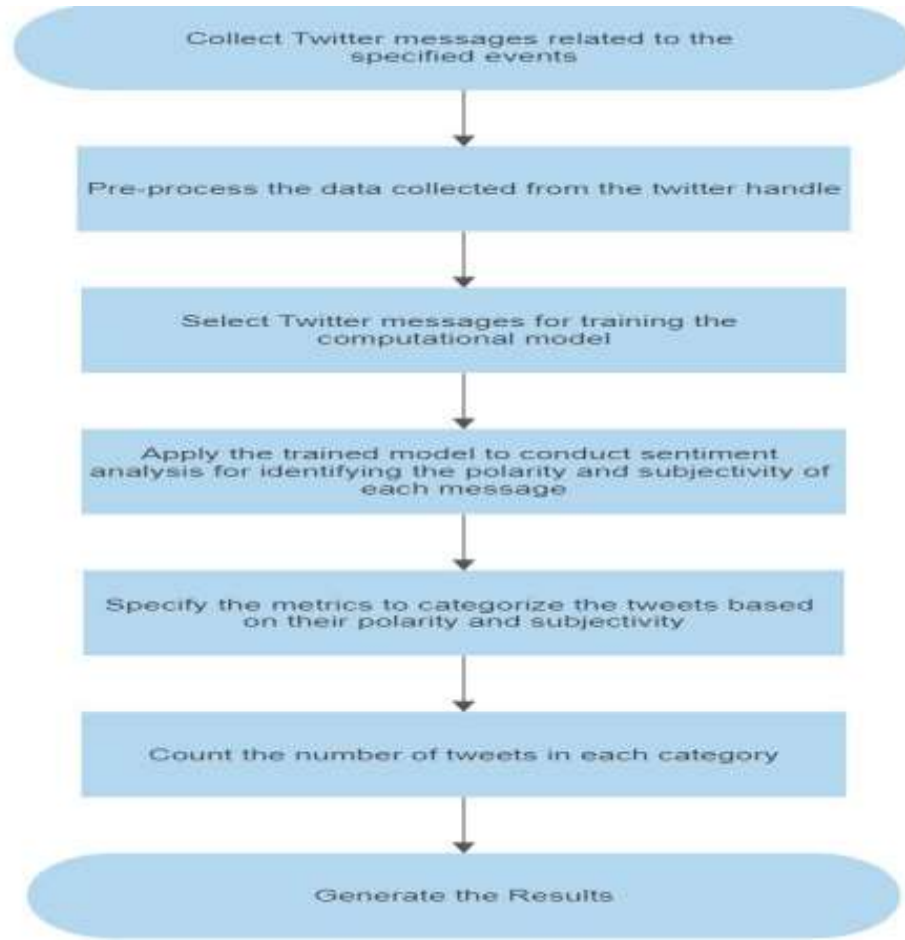 Collect Twitter messages related to the
specified events
Pre-process the data collected from the twitter handle
Select Twitter messages for training the
computational model
Apply the trained model to conduct sentiment
analysis for identifying the polarity and subjectivity of
each message
Specify the metrics to categorize the tweets based
on their polarity and subjectivity
Count the number of tweets in each category
Generate the Results